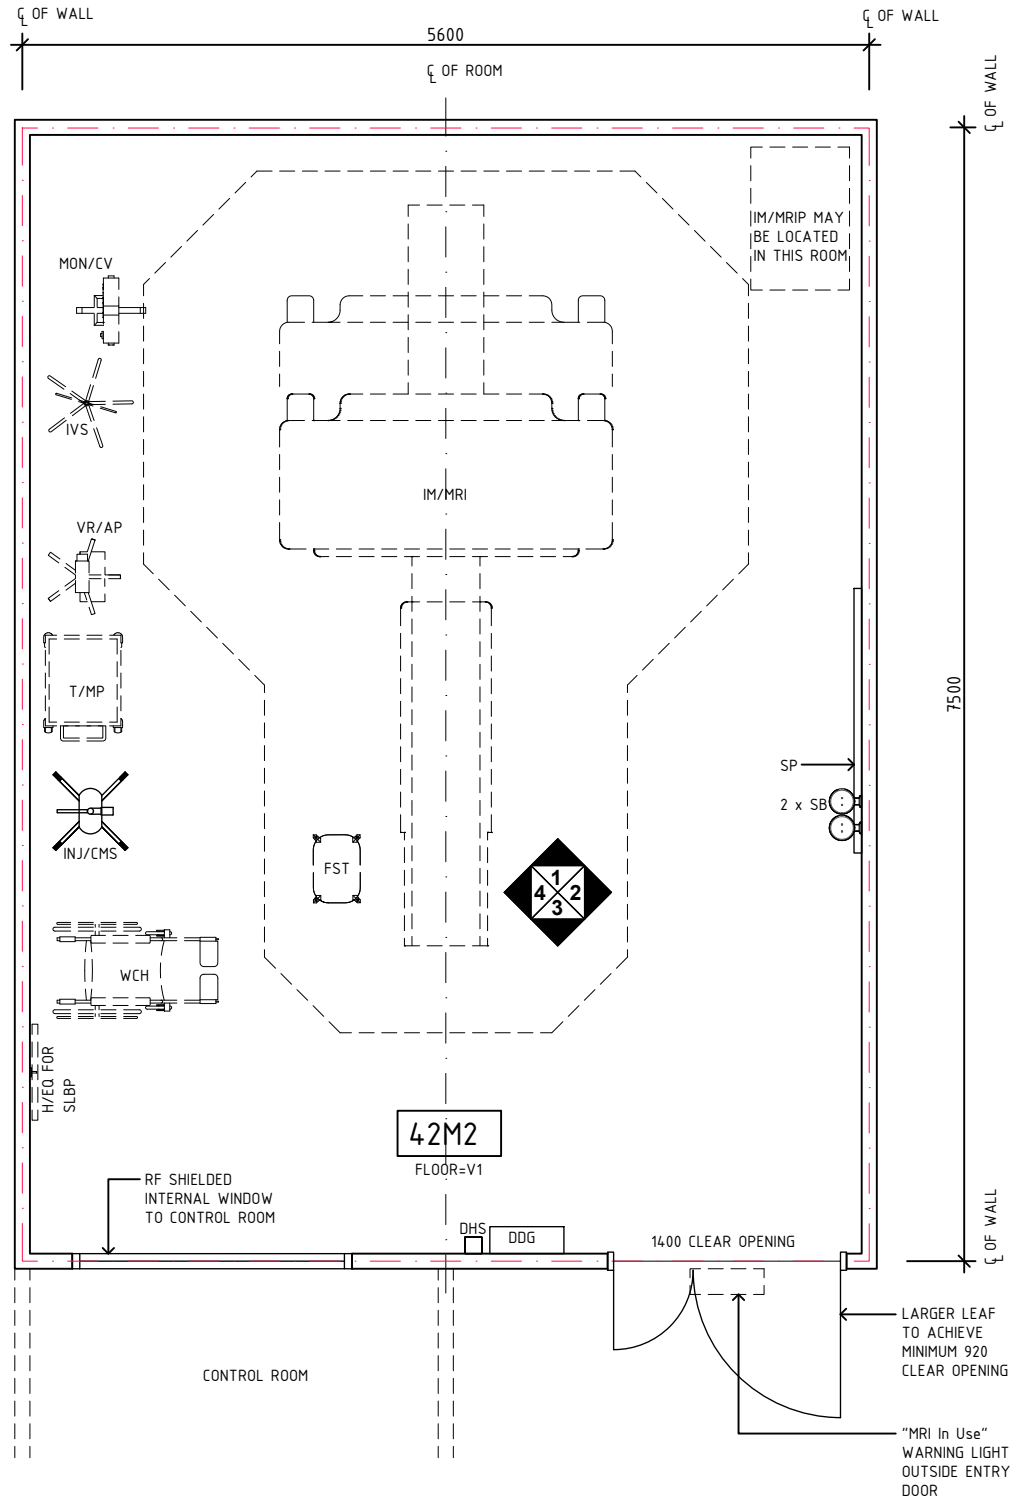 ℄ OF WALL
℄ OF WALL
5600
℄ OF ROOM
℄ OF WALL
IM/MRIP MAY
BE LOCATED
IN THIS ROOM
MON/CV
IVS
IM/MRI
VR/AP
T/MP
7500
SP
2 x SB
INJ/CMS
FST
1
4 2
3
WCH
H/EQ FOR
SLBP
42M2
FLOOR=V1
RF SHIELDED
INTERNAL WINDOW
TO CONTROL ROOM
DHS
DDG
1400 CLEAR OPENING
℄ OF WALL
LARGER LEAF
TO ACHIEVE
MINIMUM 920
CLEAR OPENING
CONTROL ROOM
"MRI In Use"
WARNING LIGHT
OUTSIDE ENTRY
DOOR